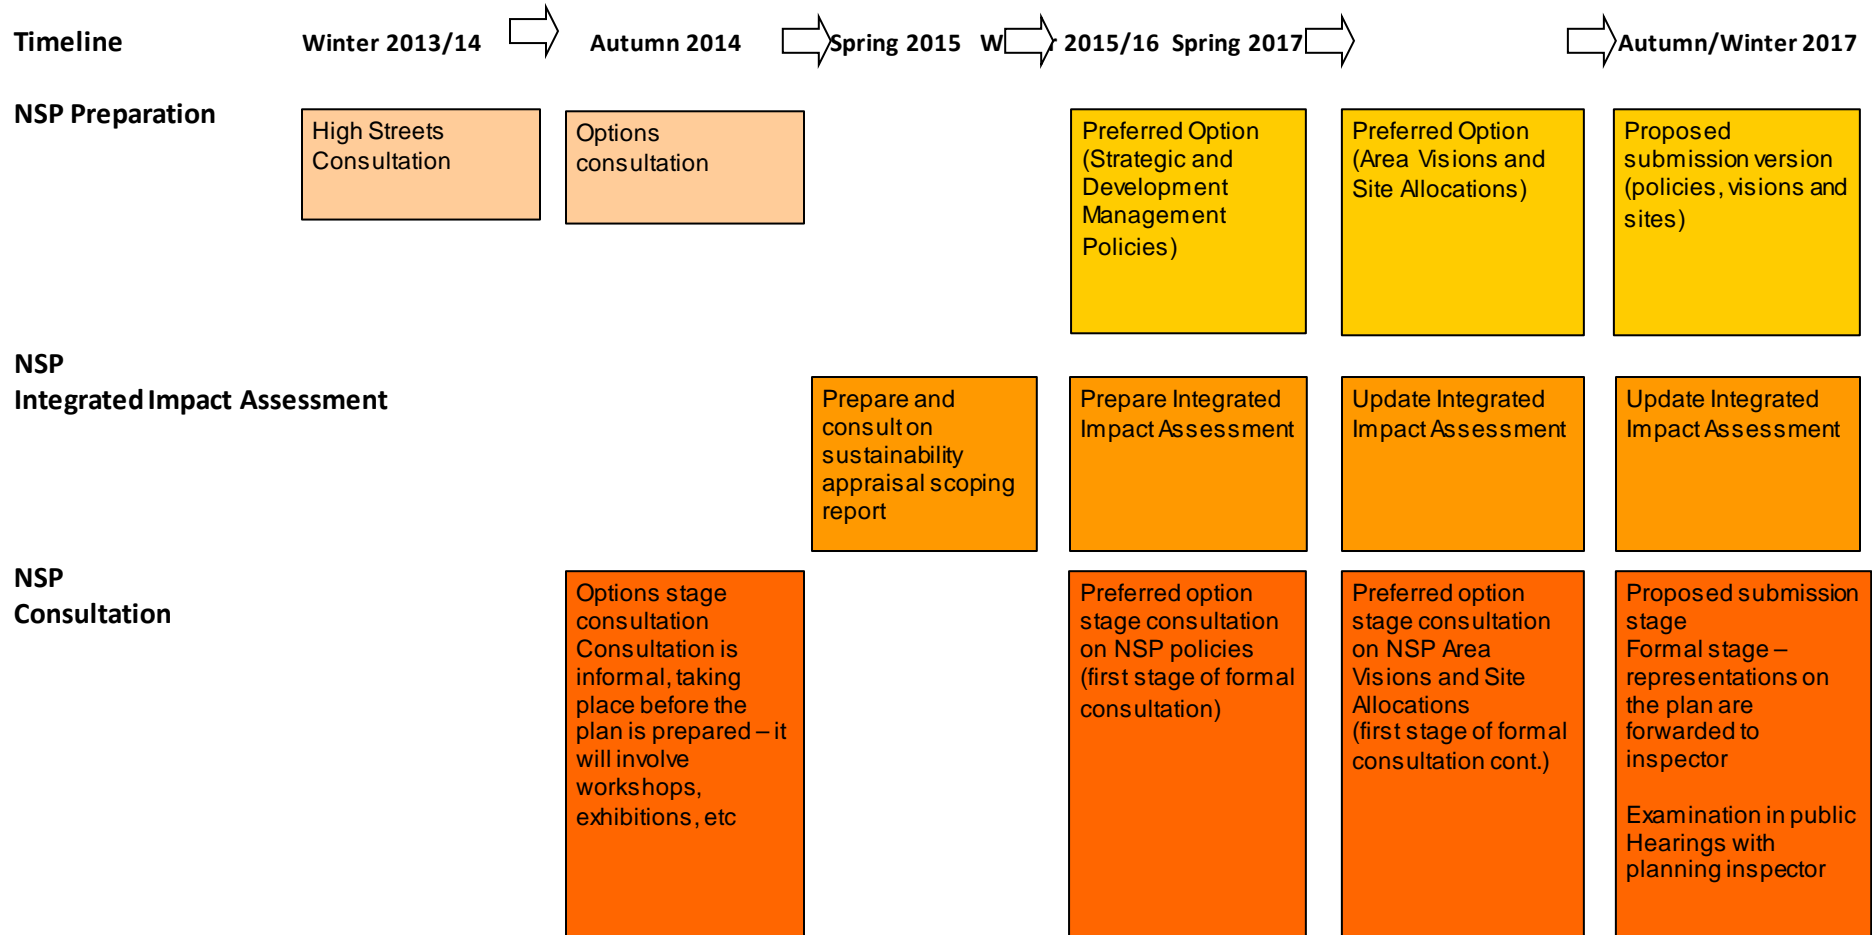 Timeline
Winter 2013/14
Autumn 2014
Spring 2015
W r 2015/16
Spring 2017
Autumn/Winter 2017
NSP Preparation
High Streets
Consultation
Options
consultation
Preferred Option
(Strategic and
Development
Management
Policies)
Preferred Option
(Area Visions and
Site Allocations)
Proposed
submission version
(policies, visions and
sites)
NSP
Integrated Impact Assessment
Prepare and
consult on
sustainability
appraisal scoping
report
Prepare Integrated
Impact Assessment
Update Integrated
Impact Assessment
Update Integrated
Impact Assessment
NSP
Consultation
Options stage
consultation
Consultation is
informal, taking
place before the
plan is prepared – it
will involve
workshops,
exhibitions, etc
Preferred option
stage consultation
on NSP policies
(first stage of formal
consultation)
Preferred option
stage consultation
on NSP Area
Visions and Site
Allocations
(first stage of formal
consultation cont.)
Proposed submission
stage
Formal stage –
representations on
the plan are
forwarded to
inspector
Examination in public
Hearings with
planning inspector